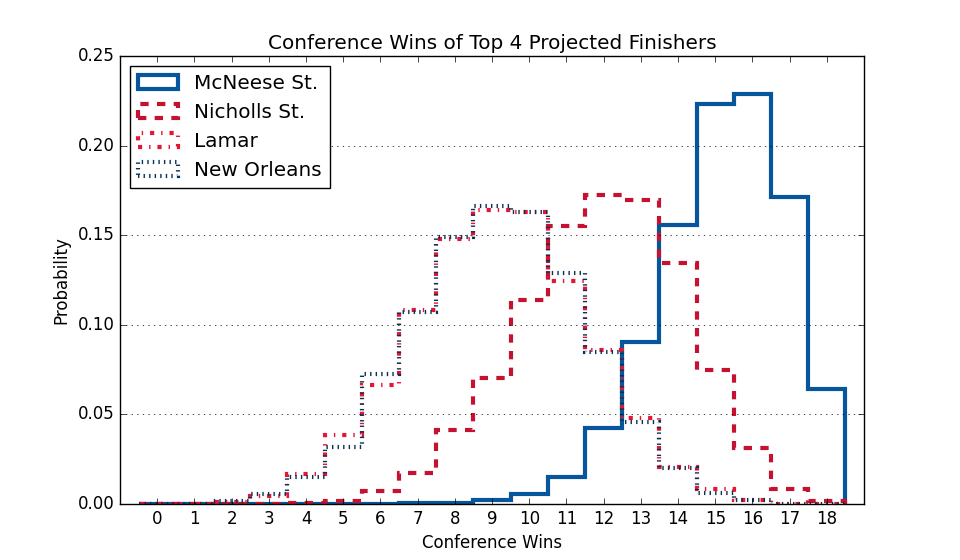 Conference Wins of Top 4 Projected Finishers
0.25
0.20
0.15
0.10
0.05
0.00
Probability
McNeese St.
Nicholls St.
Lamar
New Orleans
0 1 2 3 4 5 6 7 8 9 10 11 12 13 14 15 16 17 18
Conference Wins